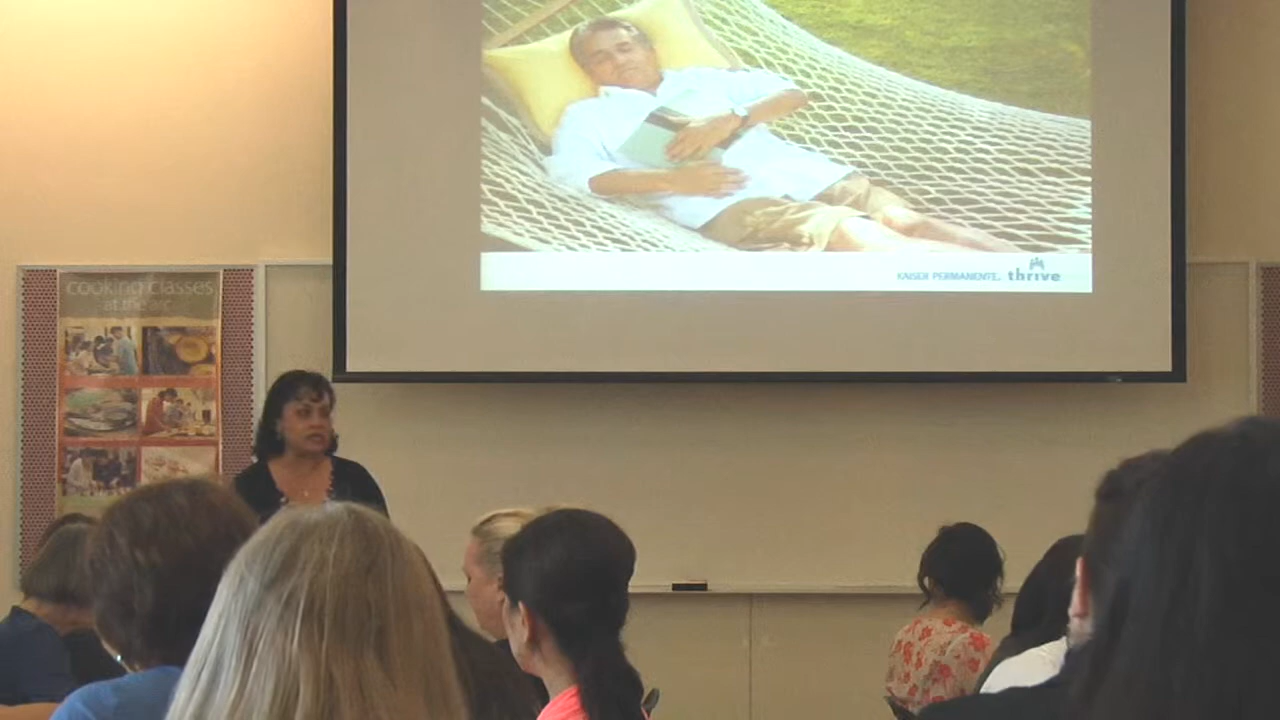 KAISER PERMANENTE. thrive
cooking classes
at the arc